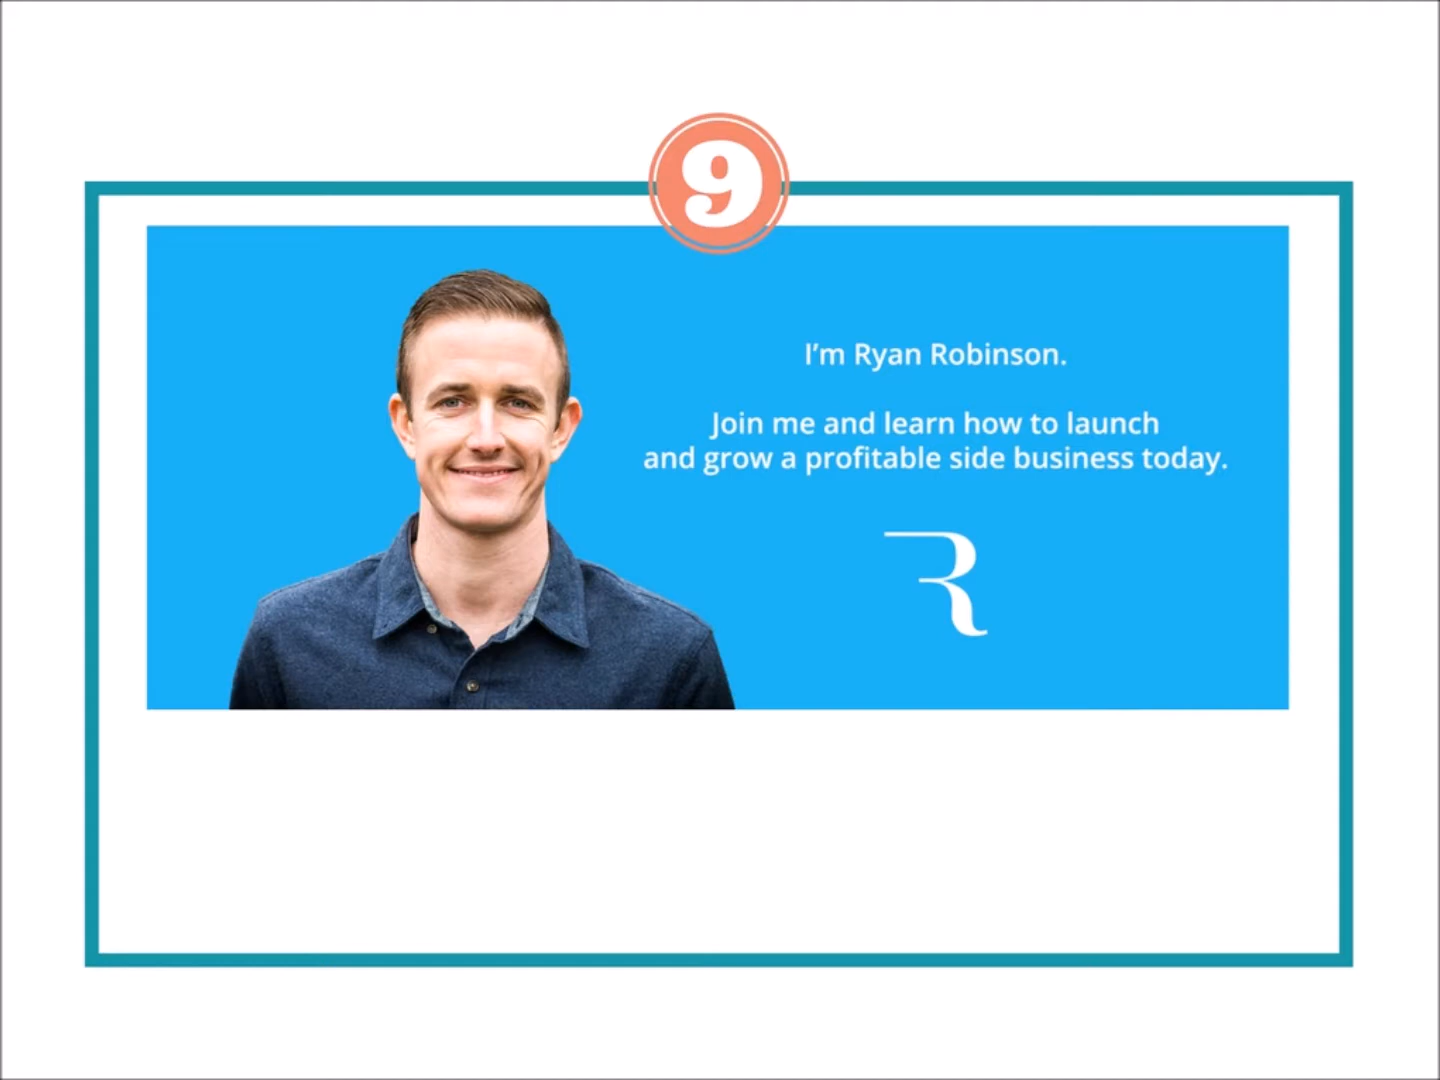 9
I’m Ryan Robinson.
Join me and learn how to launch
and grow a profitable side business today.
R